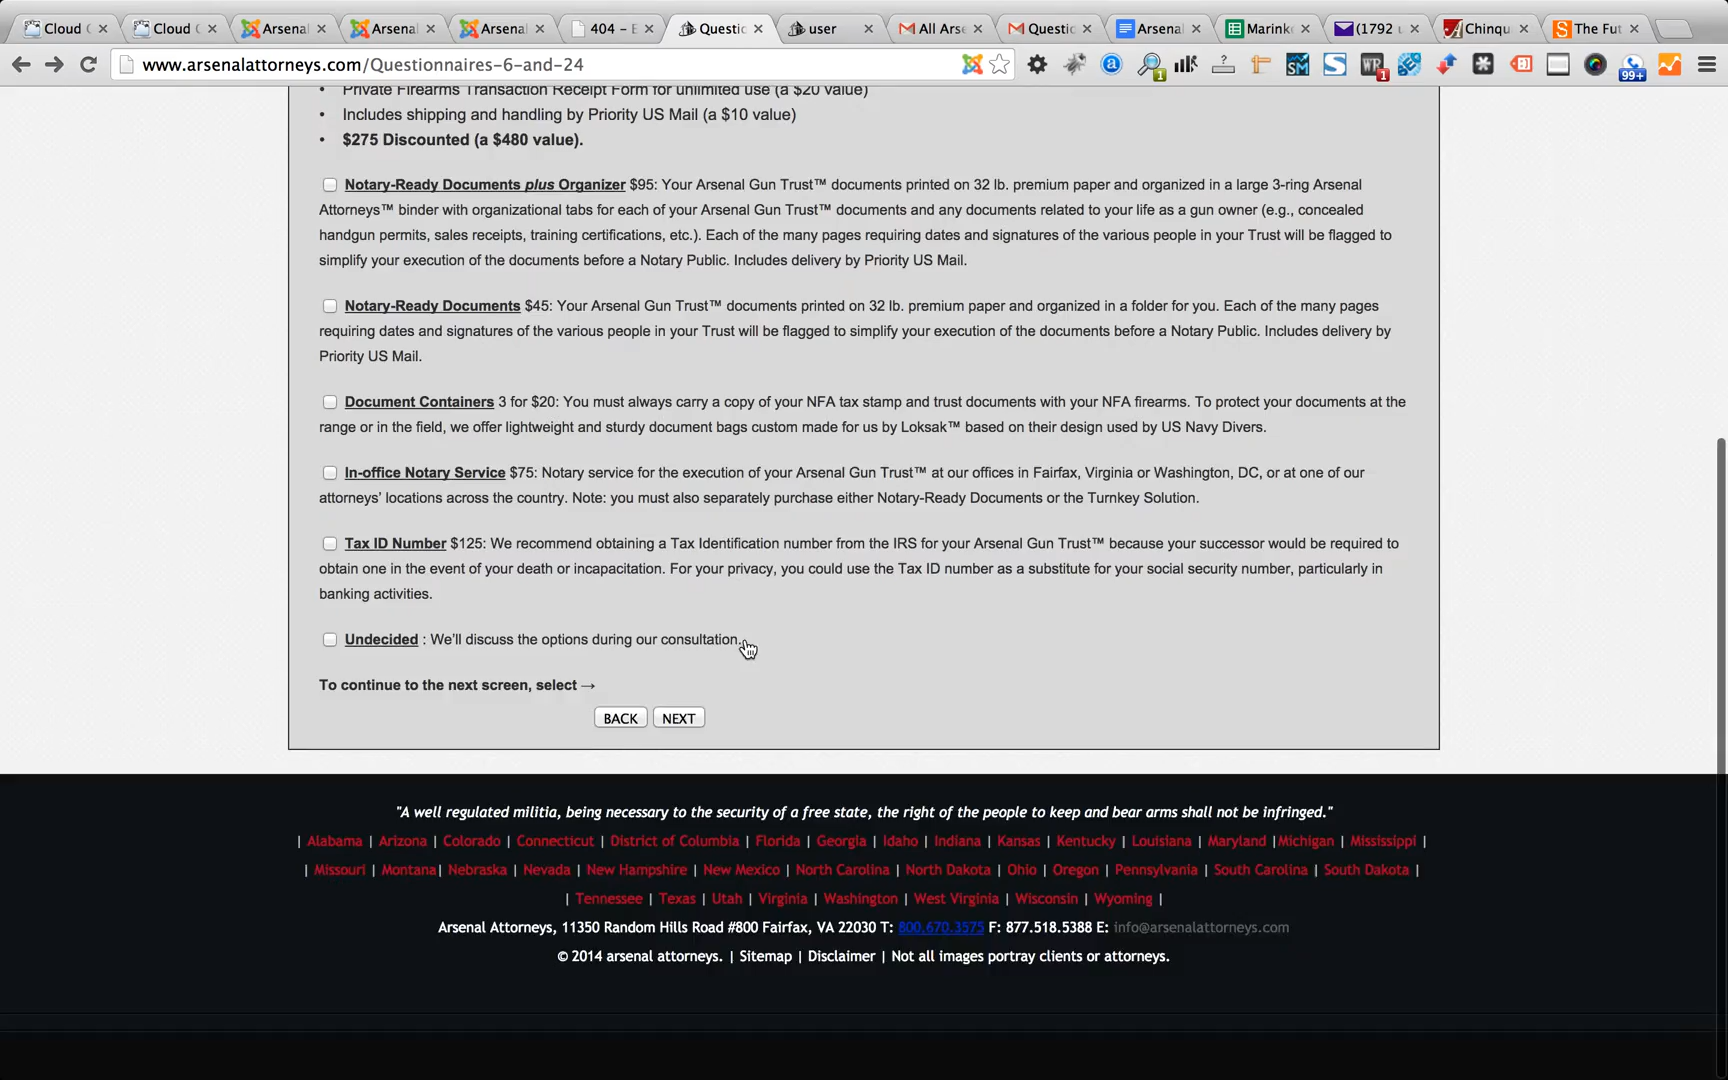 Cloud C
Cloud
Arsenal
Arsenal
Arsenal
404 – E
Questic
user
All Arse
Questic
Arsenal
Marink
(1792 u
Chinqu
The Fut
www.arsenalattorneys.com/Questionnaires-6-and-24
• Private Firearms Transaction Receipt Form for unlimited use (a $20 value)
• Includes shipping and handling by Priority US Mail (a $10 value)
• $275 Discounted (a $480 value).
Notary-Ready Documents plus Organizer $95: Your Arsenal Gun Trust™ documents printed on 32 lb. premium paper and organized in a large 3-ring Arsenal
Attorneys™ binder with organizational tabs for each of your Arsenal Gun Trust™ documents and any documents related to your life as a gun owner (e.g., concealed
handgun permits, sales receipts, training certifications, etc.). Each of the many pages requiring dates and signatures of the various people in your Trust will be flagged to
simplify your execution of the documents before a Notary Public. Includes delivery by Priority US Mail.
Notary-Ready Documents $45: Your Arsenal Gun Trust™ documents printed on 32 lb. premium paper and organized in a folder for you. Each of the many pages
requiring dates and signatures of the various people in your Trust will be flagged to simplify your execution of the documents before a Notary Public. Includes delivery by
Priority US Mail.
Document Containers 3 for $20: You must always carry a copy of your NFA tax stamp and trust documents with your NFA firearms. To protect your documents at the
range or in the field, we offer lightweight and sturdy document bags custom made for us by Loksak™ based on their design used by US Navy Divers.
In-office Notary Service $75: Notary service for the execution of your Arsenal Gun Trust™ at our offices in Fairfax, Virginia or Washington, DC, or at one of our
attorneys' locations across the country. Note: you must also separately purchase either Notary-Ready Documents or the Turnkey Solution.
Tax ID Number $125: We recommend obtaining a Tax Identification number from the IRS for your Arsenal Gun Trust™ because your successor would be required to
obtain one in the event of your death or incapacitation. For your privacy, you could use the Tax ID number as a substitute for your social security number, particularly in
banking activities.
Undecided : We'll discuss the options during our consultation.
To continue to the next screen, select →
BACK NEXT
"A well regulated militia, being necessary to the security of a free state, the right of the people to keep and bear arms shall not be infringed."
| Alabama | Arizona | Colorado | Connecticut | District of Columbia | Florida | Georgia | Idaho | Indiana | Kansas | Kentucky | Louisiana | Maryland |Michigan | Mississippi |
| Missouri | Montana| Nebraska | Nevada | New Hampshire | New Mexico | North Carolina | North Dakota | Ohio | Oregon | Pennsylvania | South Carolina | South Dakota |
| Tennessee | Texas | Utah | Virginia | Washington | West Virginia | Wisconsin | Wyoming |
Arsenal Attorneys, 11350 Random Hills Road #800 Fairfax, VA 22030 T: 800.670.3575 F: 877.518.5388 E: info@arsenalattorneys.com
© 2014 arsenal attorneys. | Sitemap | Disclaimer | Not all images portray clients or attorneys.